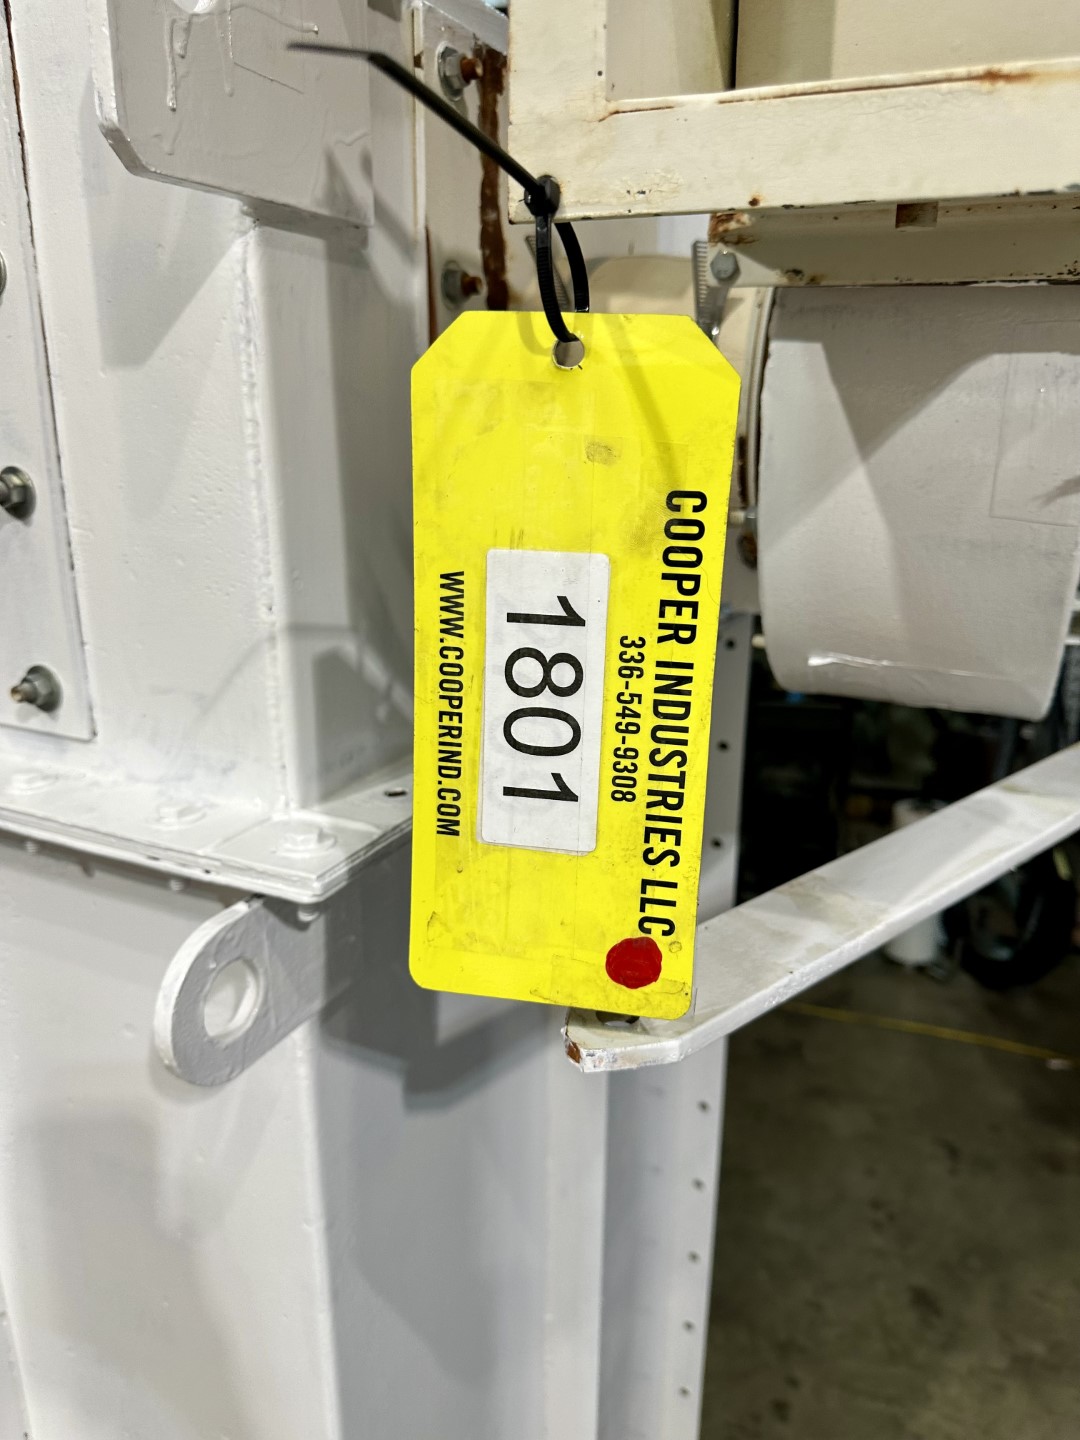 COOPER INDUSTRIES LLC
336-549-9308
1801
WWW.COOPERIND.COM